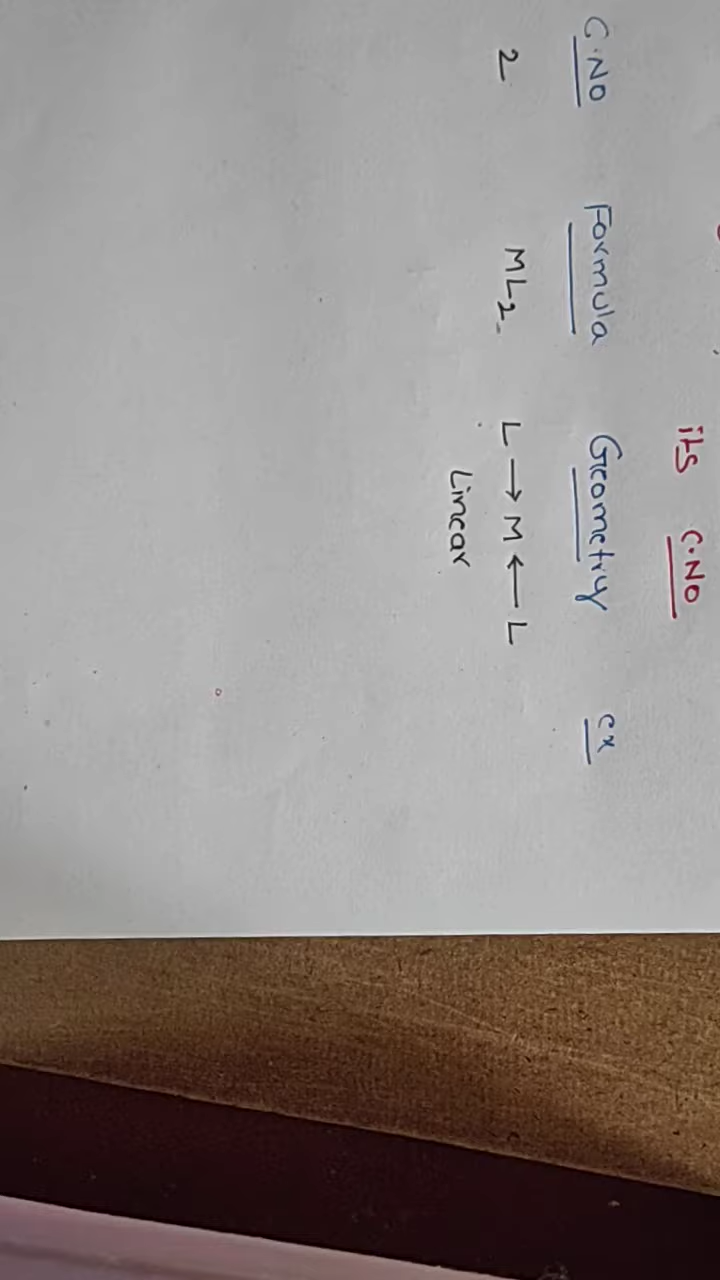 its C.NO
C.NO Formula Geometry ex
2 ML2 L → M ← L
Linear